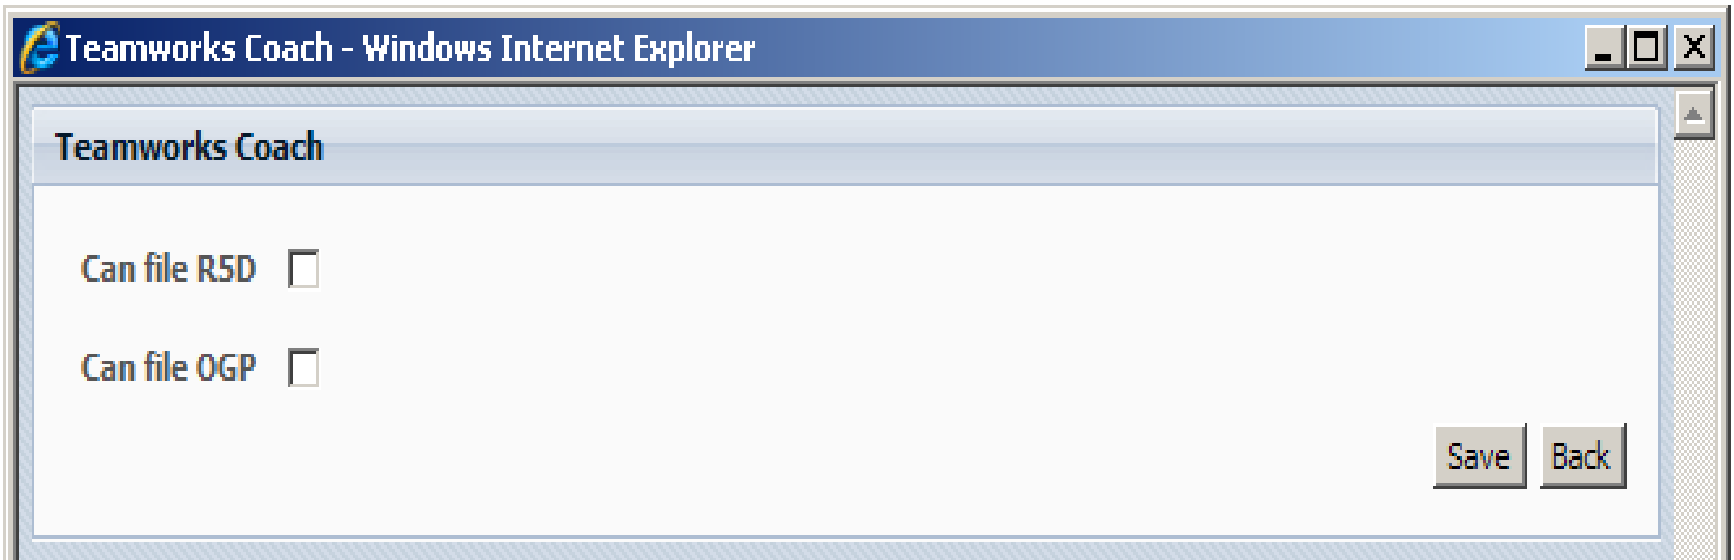 Teamworks Coach - Windows Internet Explorer
Teamworks Coach
Can file R5D
Can file OGP
Save Back